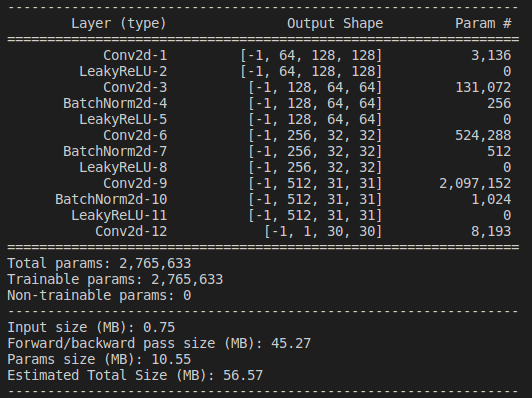 ----------------------------------------------------------------
Layer (type) Output Shape Param #
================================================================
Conv2d-1 [-1, 64, 128, 128] 3,136
LeakyReLU-2 [-1, 64, 128, 128] 0
Conv2d-3 [-1, 128, 64, 64] 131,072
BatchNorm2d-4 [-1, 128, 64, 64] 256
LeakyReLU-5 [-1, 128, 64, 64] 0
Conv2d-6 [-1, 256, 32, 32] 524,288
BatchNorm2d-7 [-1, 256, 32, 32] 512
LeakyReLU-8 [-1, 256, 32, 32] 0
Conv2d-9 [-1, 512, 31, 31] 2,097,152
BatchNorm2d-10 [-1, 512, 31, 31] 1,024
LeakyReLU-11 [-1, 512, 31, 31] 0
Conv2d-12 [-1, 1, 30, 30] 8,193
================================================================
Total params: 2,765,633
Trainable params: 2,765,633
Non-trainable params: 0
----------------------------------------------------------------
Input size (MB): 0.75
Forward/backward pass size (MB): 45.27
Params size (MB): 10.55
Estimated Total Size (MB): 56.57
----------------------------------------------------------------